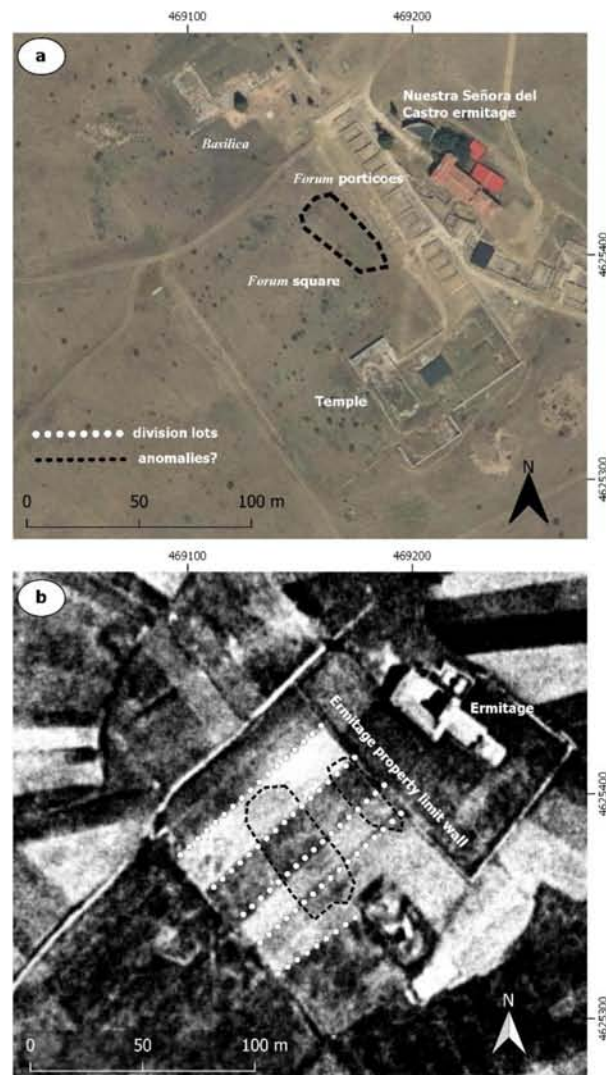 469100
469200
a
Nuestra Señora del
Castro ermitage
Basilica
Forum porticoes
4625400
Forum square
Temple
division lots
anomalies?
N
0
50
100 m
4625300
469100
469200
b
Ermitage
Ermitage property limit wall
4625400
N
0
50
100 m
4625300